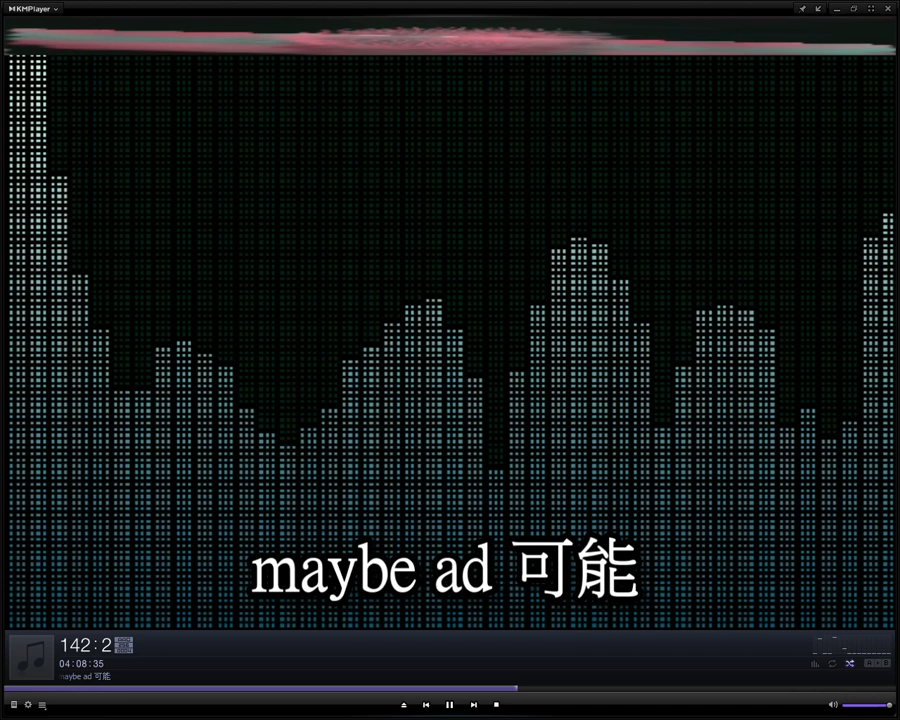 KMPlayer
maybe ad 可能
142:2
04:08:35
maybe ad 可能
A B